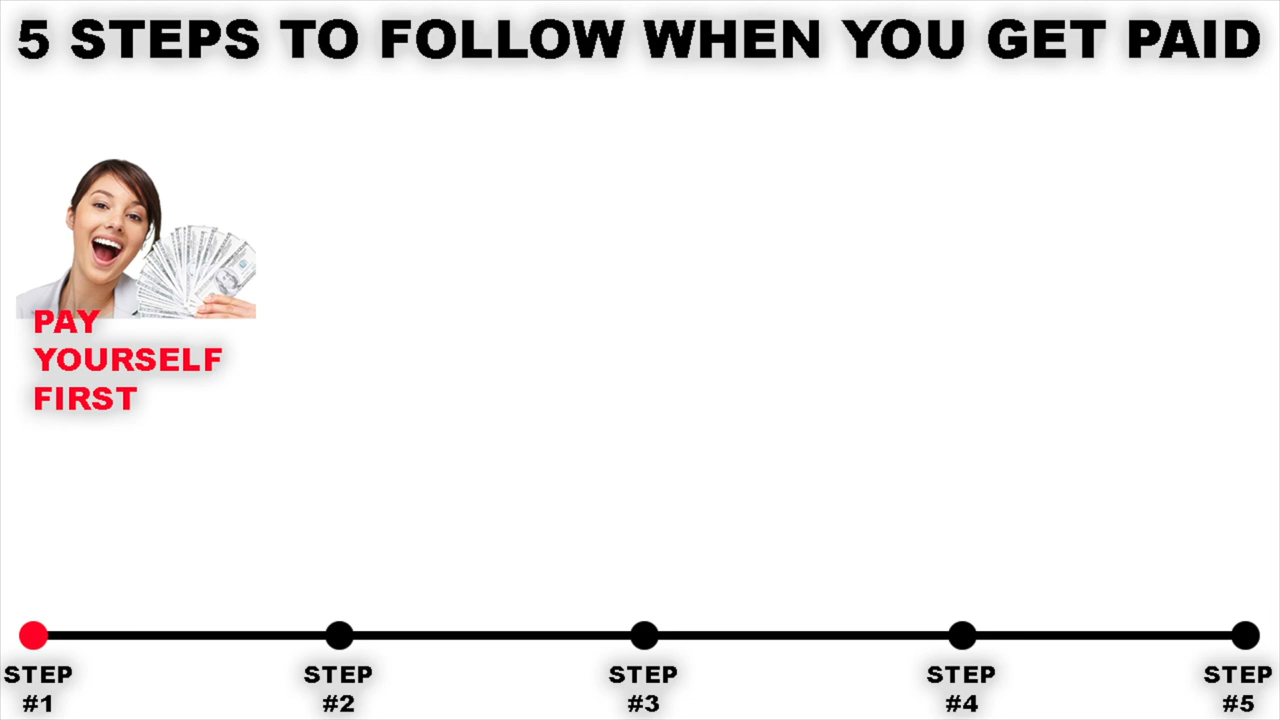 5 STEPS TO FOLLOW WHEN YOU GET PAID
PAY
YOURSELF
FIRST
STEP
#1
STEP
#2
STEP
#3
STEP
#4
STEP
#5